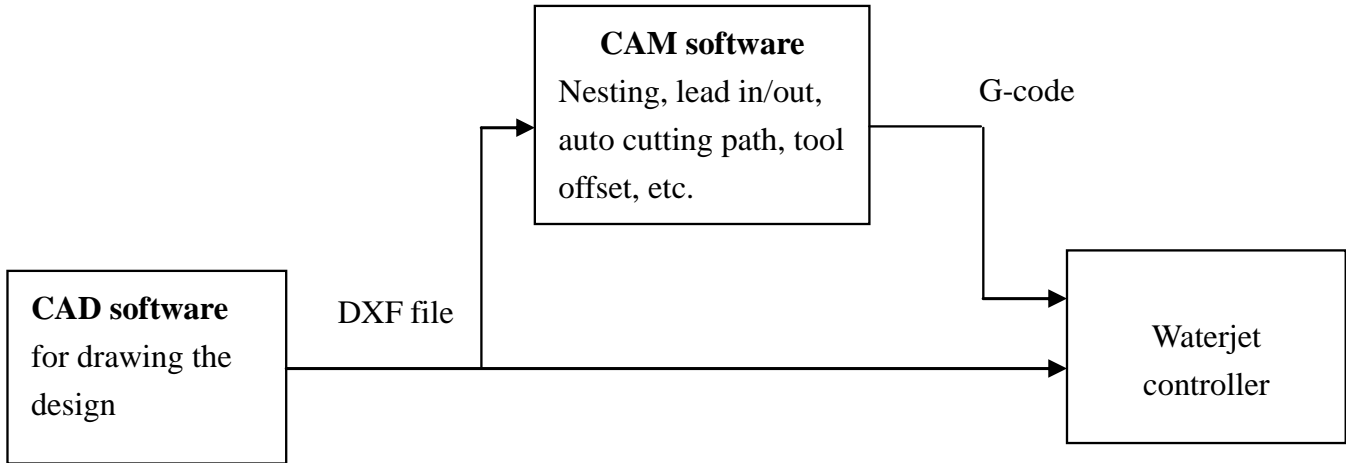 CAM software
Nesting, lead in/out,
auto cutting path, tool
offset, etc.
G-code
CAD software
for drawing the
design
DXF file
Waterjet
controller